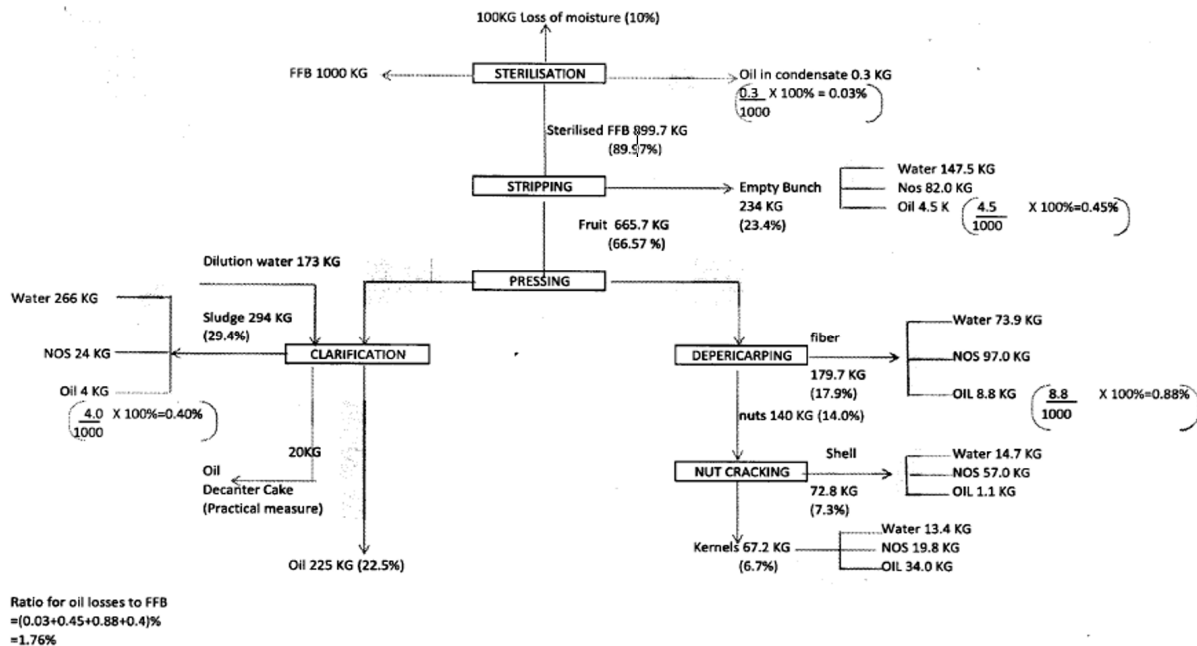 100KG Loss of moisture (10%)
FFB 1000 KG
STERILISATION
Oil in condensate 0.3 KG
0.3 X 100% = 0.03%
1000
Sterilised FFB 899.7 KG
(89.97%)
STRIPPING
Empty Bunch
234 KG
(23.4%)
Water 147.5 KG
Nos 82.0 KG
Oil 4.5 K
4.5 X 100%=0.45%
1000
Fruit 665.7 KG
(66.57 %)
PRESSING
Dilution water 173 KG
Water 266 KG
Sludge 294 KG
(29.4%)
NOS 24 KG
Oil 4 KG
4.0 X 100%=0.40%
1000
CLARIFICATION
DEPERICARPING
fiber
179.7 KG
(17.9%)
Water 73.9 KG
NOS 97.0 KG
OIL 8.8 KG
8.8 X 100%=0.88%
1000
nuts 140 KG (14.0%)
20KG
Oil
Decanter Cake
(Practical measure)
NUT CRACKING
Shell
72.8 KG
(7.3%)
Water 14.7 KG
NOS 57.0 KG
OIL 1.1 KG
Oil 225 KG (22.5%)
Kernels 67.2 KG
(6.7%)
Water 13.4 KG
NOS 19.8 KG
OIL 34.0 KG
Ratio for oil losses to FFB
=(0.03+0.45+0.88+0.4)%
=1.76%